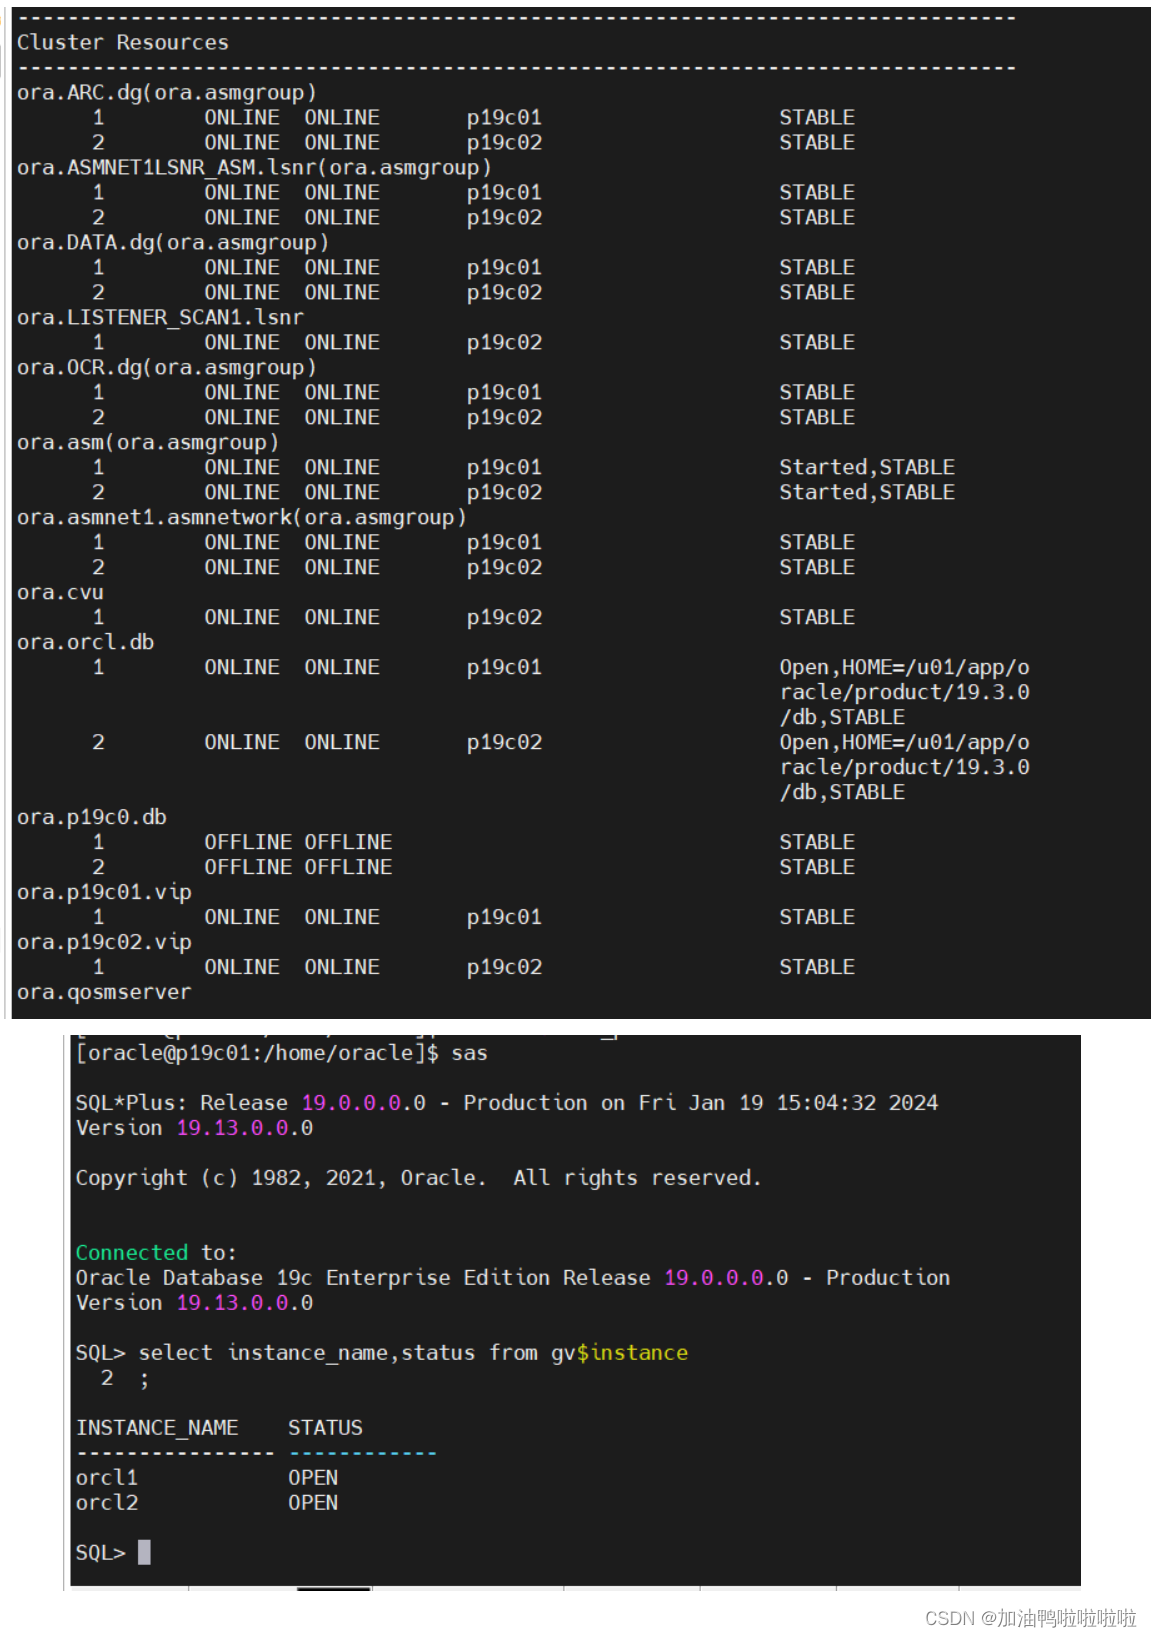 --------------------------------------------------------------------------------
Cluster Resources
--------------------------------------------------------------------------------
ora.ARC.dg(ora.asmgroup)
      1        ONLINE  ONLINE       p19c01                   STABLE
      2        ONLINE  ONLINE       p19c02                   STABLE
ora.ASMNET1LSNR_ASM.lsnr(ora.asmgroup)
      1        ONLINE  ONLINE       p19c01                   STABLE
      2        ONLINE  ONLINE       p19c02                   STABLE
ora.DATA.dg(ora.asmgroup)
      1        ONLINE  ONLINE       p19c01                   STABLE
      2        ONLINE  ONLINE       p19c02                   STABLE
ora.LISTENER_SCAN1.lsnr
      1        ONLINE  ONLINE       p19c02                   STABLE
ora.OCR.dg(ora.asmgroup)
      1        ONLINE  ONLINE       p19c01                   STABLE
      2        ONLINE  ONLINE       p19c02                   STABLE
ora.asm(ora.asmgroup)
      1        ONLINE  ONLINE       p19c01                   Started,STABLE
      2        ONLINE  ONLINE       p19c02                   Started,STABLE
ora.asmnet1.asmnetwork(ora.asmgroup)
      1        ONLINE  ONLINE       p19c01                   STABLE
      2        ONLINE  ONLINE       p19c02                   STABLE
ora.cvu
      1        ONLINE  ONLINE       p19c02                   STABLE
ora.orcl.db
      1        ONLINE  ONLINE       p19c01                   Open,HOME=/u01/app/o
                                                             racle/product/19.3.0
                                                             /db,STABLE
      2        ONLINE  ONLINE       p19c02                   Open,HOME=/u01/app/o
                                                             racle/product/19.3.0
                                                             /db,STABLE
ora.p19c0.db
      1        OFFLINE OFFLINE                               STABLE
      2        OFFLINE OFFLINE                               STABLE
ora.p19c01.vip
      1        ONLINE  ONLINE       p19c01                   STABLE
ora.p19c02.vip
      1        ONLINE  ONLINE       p19c02                   STABLE
ora.qosmserver
[oracle@p19c01:/home/oracle]$ sas
SQL*Plus: Release 19.0.0.0.0 - Production on Fri Jan 19 15:04:32 2024
Version 19.13.0.0.0
Copyright (c) 1982, 2021, Oracle.  All rights reserved.
Connected to:
Oracle Database 19c Enterprise Edition Release 19.0.0.0.0 - Production
Version 19.13.0.0.0
SQL> select instance_name,status from gv$instance
  2  ;
INSTANCE_NAME    STATUS
---------------- ------------
orcl1            OPEN
orcl2            OPEN
SQL>
CSDN @加油鸭啦啦啦啦